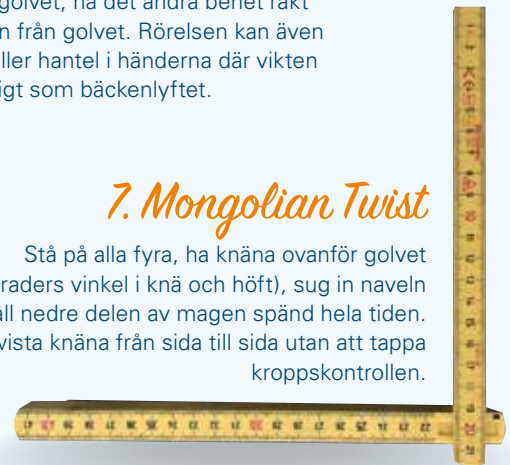 golvet, ha det andra benet rakt
n från golvet. Rörelsen kan även
ller hantel i händerna där vikten
igt som bäckenlyftet.
7. Mongolian Twist
Stå på alla fyra, ha knäna ovanför golvet
raders vinkel i knä och höft), sug in naveln
all nedre delen av magen spänd hela tiden.
vista knäna från sida till sida utan att tappa
kroppskontrollen.